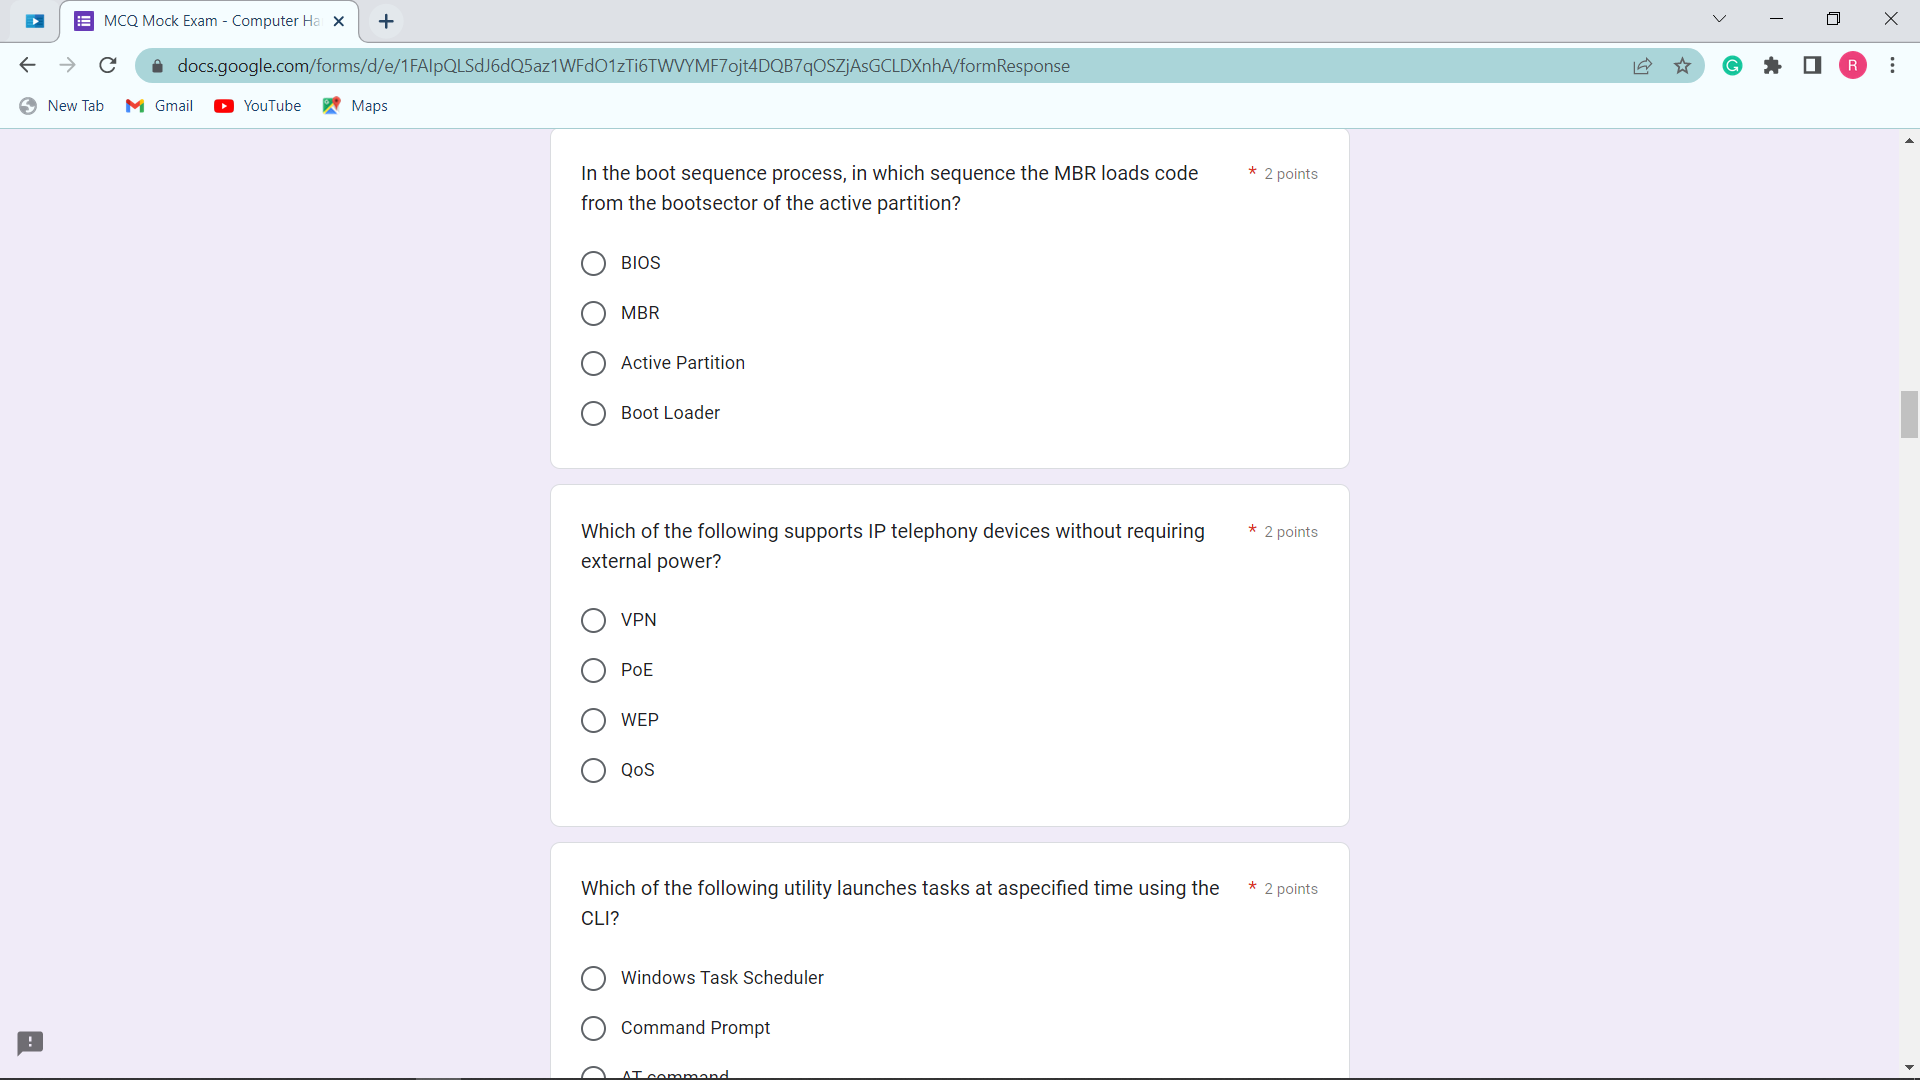 MCQ Mock Exam - Computer Ha
docs.google.com/forms/d/e/1FAIpQLSdJ6dQ5az1WFdO1zTi6TWVYMF7ojt4DQB7qOSZjAsGCLDXnhA/formResponse
R
New Tab Gmail YouTube Maps
In the boot sequence process, in which sequence the MBR loads code * 2 points
from the bootsector of the active partition?
BIOS
MBR
Active Partition
Boot Loader
Which of the following supports IP telephony devices without requiring * 2 points
external power?
VPN
PoE
WEP
QoS
Which of the following utility launches tasks at aspecified time using the * 2 points
CLI?
Windows Task Scheduler
Command Prompt
AT command